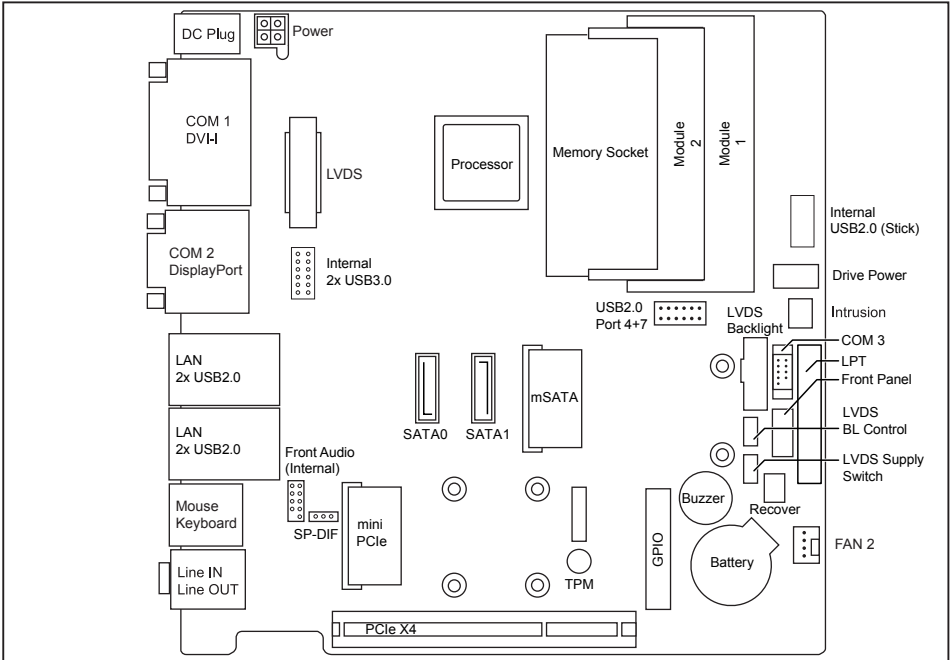 DC Plug
Power
COM 1
DVI-I
LVDS
Processor
Memory Socket
Module
2
Module
1
Internal
USB2.0 (Stick)
COM 2
DisplayPort
Internal
2x USB3.0
Drive Power
USB2.0
Port 4+7
LVDS
Backlight
Intrusion
COM 3
LPT
Front Panel
LAN
2x USB2.0
SATA0
SATA1
mSATA
LVDS
BL Control
LAN
2x USB2.0
Front Audio
(Internal)
LVDS Supply
Switch
Mouse
Keyboard
SP-DIF
mini
PCIe
Buzzer
Recover
GPIO
Battery
FAN 2
Line IN
Line OUT
TPM
PCIe X4